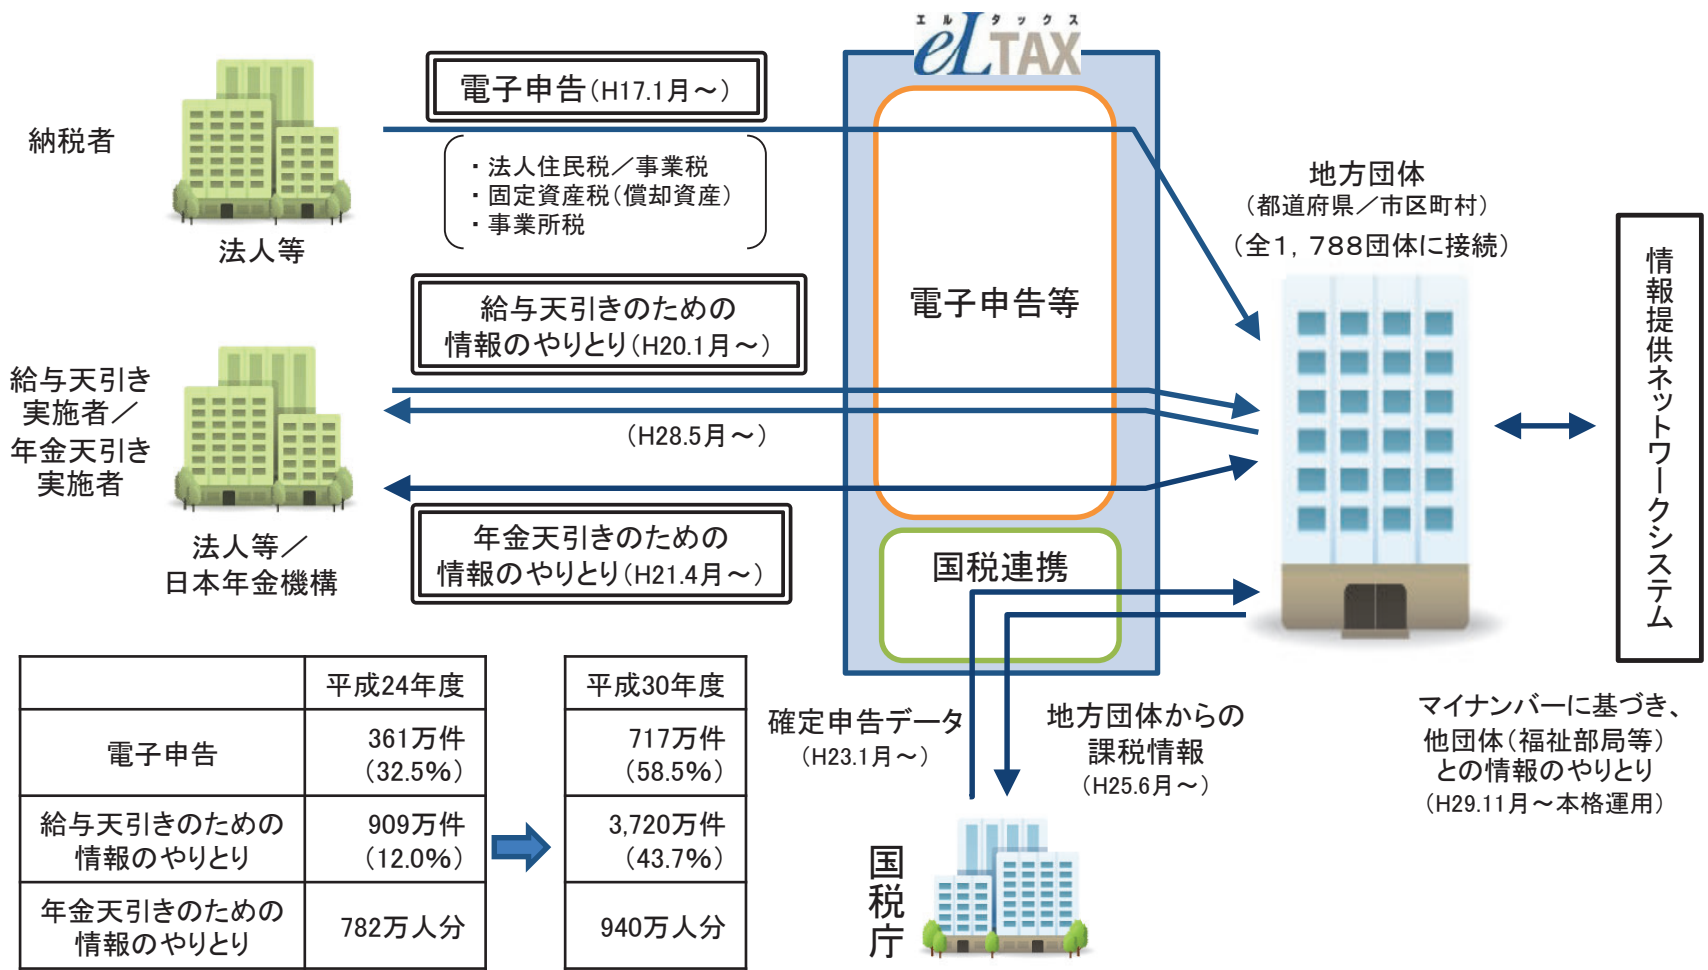 エルタックス
eLTAX
電子申告(H17.1月~)
納税者
・法人住民税/事業税
・固定資産税(償却資産)
・事業所税
法人等
地方団体
(都道府県/市区町村)
(全1,788団体に接続)
情報提供ネットワークシステム
給与天引きのための
情報のやりとり(H20.1月~)
電子申告等
給与天引き
実施者/
年金天引き
実施者
(H28.5月~)
年金天引きのための
情報のやりとり(H21.4月~)
法人等/
日本年金機構
国税連携
平成24年度
平成30年度
電子申告
361万件
(32.5%)
717万件
(58.5%)
給与天引きのための
情報のやりとり
909万件
(12.0%)
3,720万件
(43.7%)
年金天引きのための
情報のやりとり
782万人分
940万人分
確定申告データ
(H23.1月~)
地方団体からの
課税情報
(H25.6月~)
マイナンバーに基づき、
他団体(福祉部局等)
との情報のやりとり
(H29.11月~本格運用)
国税庁